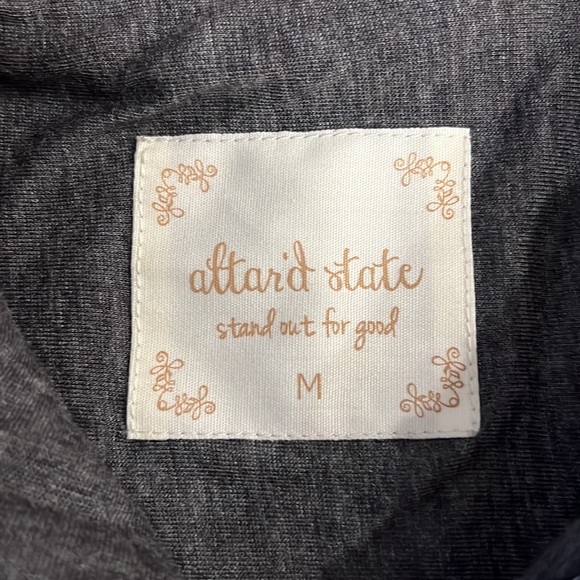 altar'd state
stand out for good
M